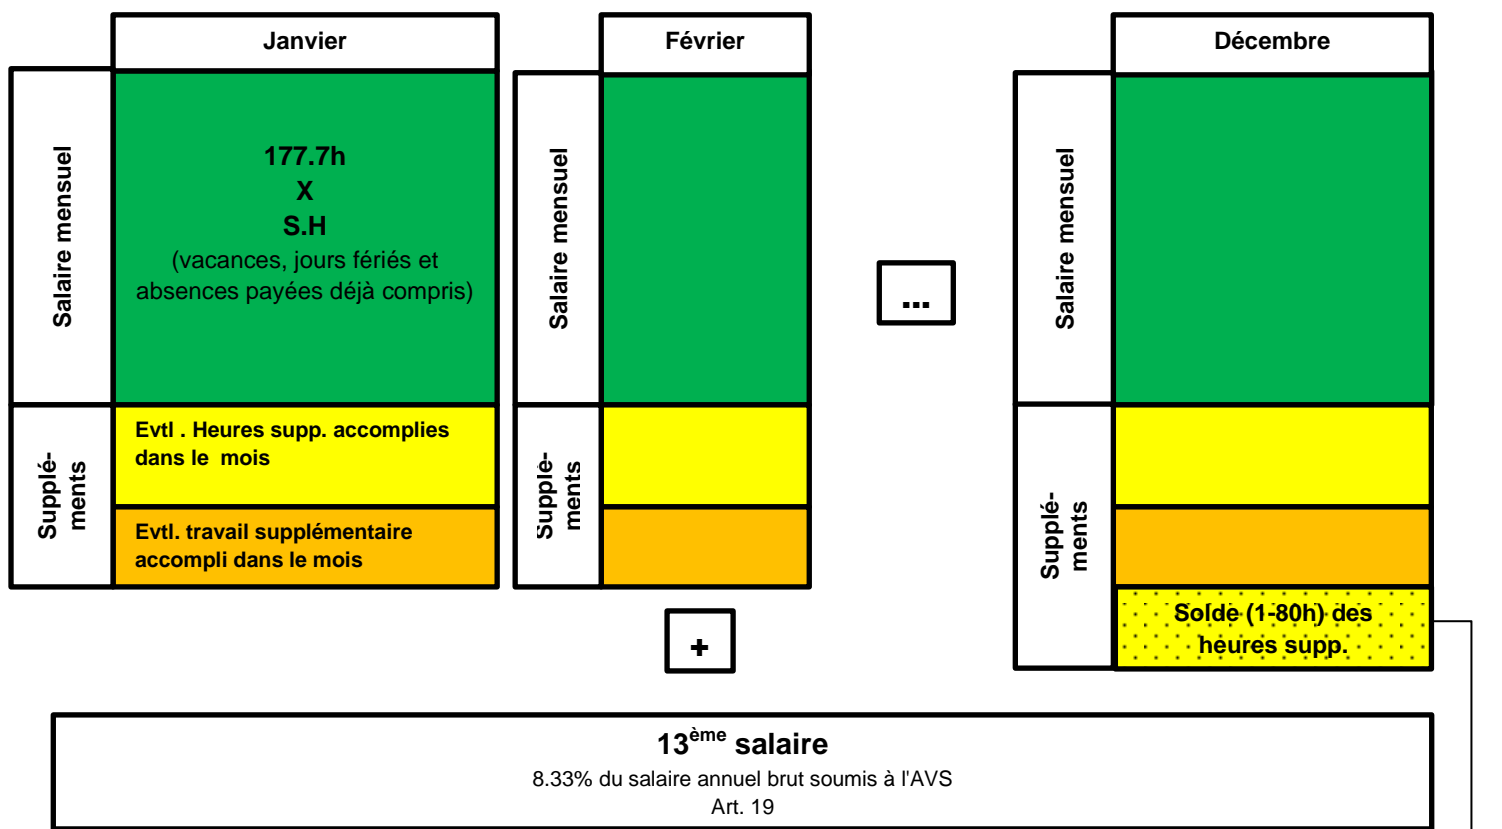 Janvier
Février
Décembre
Salaire mensuel
177.7h
X
S.H
(vacances, jours fériés et
absences payées déjà compris)
Salaire mensuel
...
Salaire mensuel
Supplé-
ments
Evtl . Heures supp. accomplies
dans le  mois
Evtl. travail supplémentaire
accompli dans le mois
Supplé-
ments
Supplé-
ments
Solde (1-80h) des
heures supp.
+
13ème salaire
8.33% du salaire annuel brut soumis à l'AVS
Art. 19